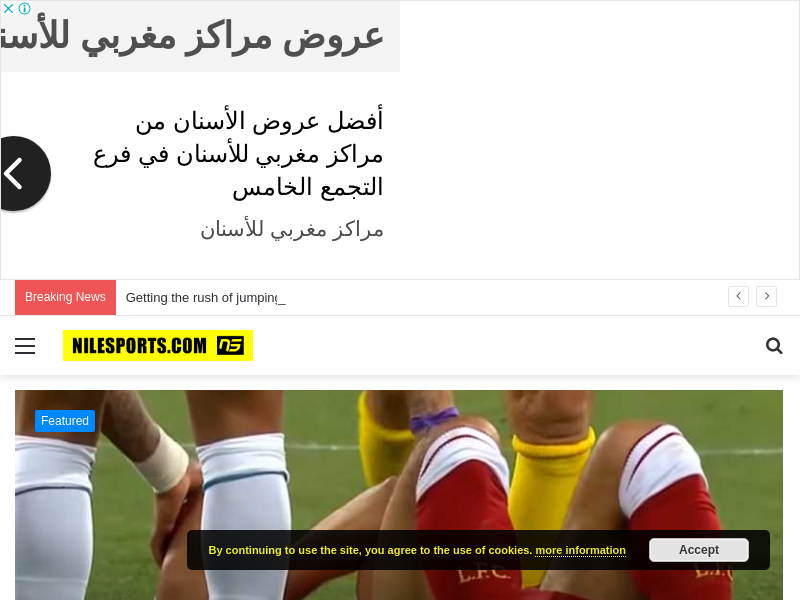 عروض مراكز مغربي
أفضل عروض الأسنان من
مراكز مغربي للأسنان في فرع
التجمع الخامس
مراكز مغربي للأسنان
Breaking News
Getting the rush of jumping_
NILESPORTS.COM ns
Featured
By continuing to use the site, you agree to the use of cookies. more information
Accept
L.F.C.